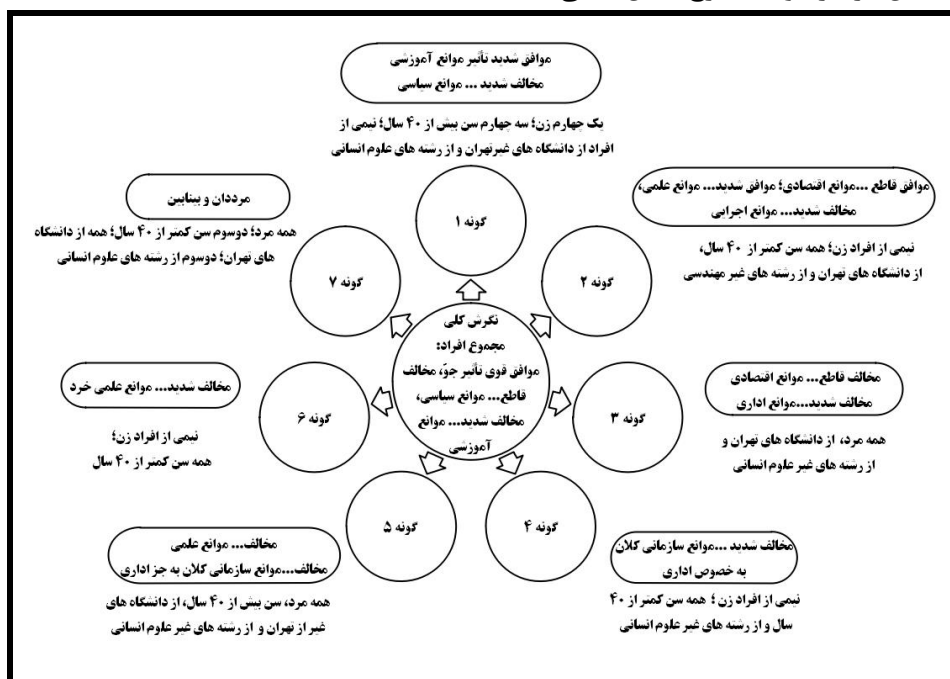 موافق شدید تأثیر موانع آموزشی
مخالف شدید ... موانع سیاسی
یک چهارم زن؛ سه چهارم سن بیش از ۴۰ سال؛ نیمی از
افراد از دانشگاه های غیرتهران و از رشته های علوم انسانی
گونه ۱
موافق قاطع ...موانع اقتصادی؛ موافق شدید... موانع علمی،
مخالف شدید... موانع اجرایی
نیمی از افراد زن؛ همه سن کمتر از ۴۰ سال،
از دانشگاه های تهران و از رشته های غیر مهندسی
گونه ۲
مخالف قاطع... موانع اقتصادی
مخالف شدید...موانع اداری
همه مرد، از دانشگاه های تهران و
از رشته های غیر علوم انسانی
گونه ۳
مخالف شدید ...موانع سازمانی کلان
به خصوص اداری
نیمی از افراد زن ؛ همه سن کمتر از ۴۰
سال و از رشته های غیر علوم انسانی
گونه ۴
مخالف... موانع علمی
مخالف...موانع سازمانی کلان به جز اداری
همه مرد، سن بیش از ۴۰ سال، از دانشگاه های
غیر از تهران و از رشته های غیر علوم انسانی
گونه ۵
مخالف شدید... موانع علمی خرد
نیمی از افراد زن؛
همه سن کمتر از ۴۰ سال
گونه ۶
مرددان و بینابین
همه مرد؛ دوسوم سن کمتر از ۴۰ سال؛ همه از دانشگاه
های تهران؛ دوسوم از رشته های علوم انسانی
گونه ۷
نگرش کلی
مجموع افراد:
موافق قوی تأثیر جوّ، مخالف
قاطع... موانع سیاسی،
مخالف شدید... موانع
آموزشی